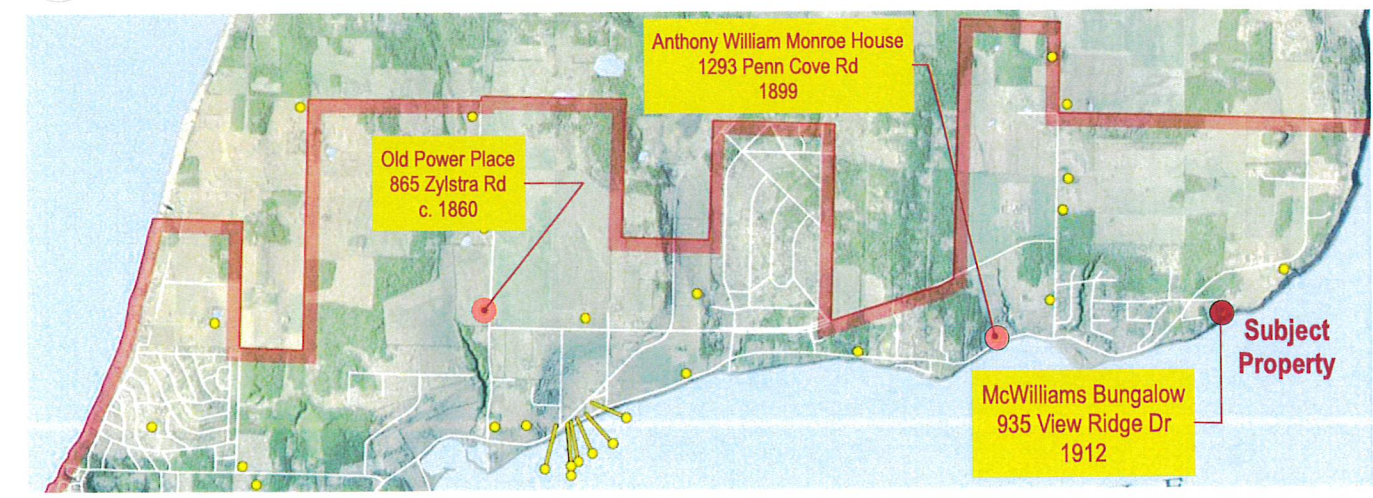 Anthony William Monroe House
1293 Penn Cove Rd
1899
Old Power Place
865 Zylstra Rd
c. 1860
Subject
Property
McWilliams Bungalow
935 View Ridge Dr
1912